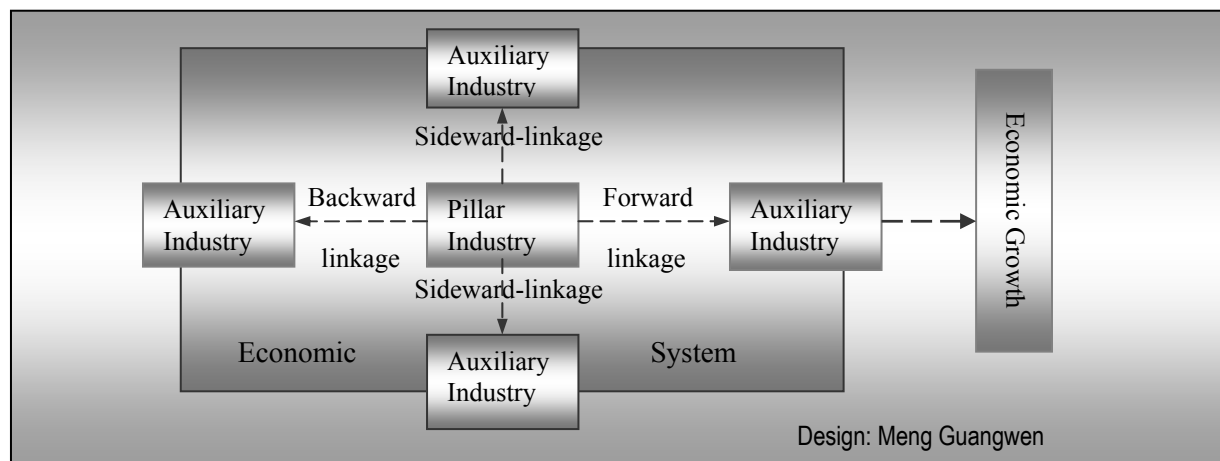 Auxiliary
Industry
Sideward-linkage
Auxiliary
Industry
Backward
linkage
Pillar
Industry
Forward
linkage
Auxiliary
Industry
Economic Growth
Sideward-linkage
Economic
System
Auxiliary
Industry
Design: Meng Guangwen